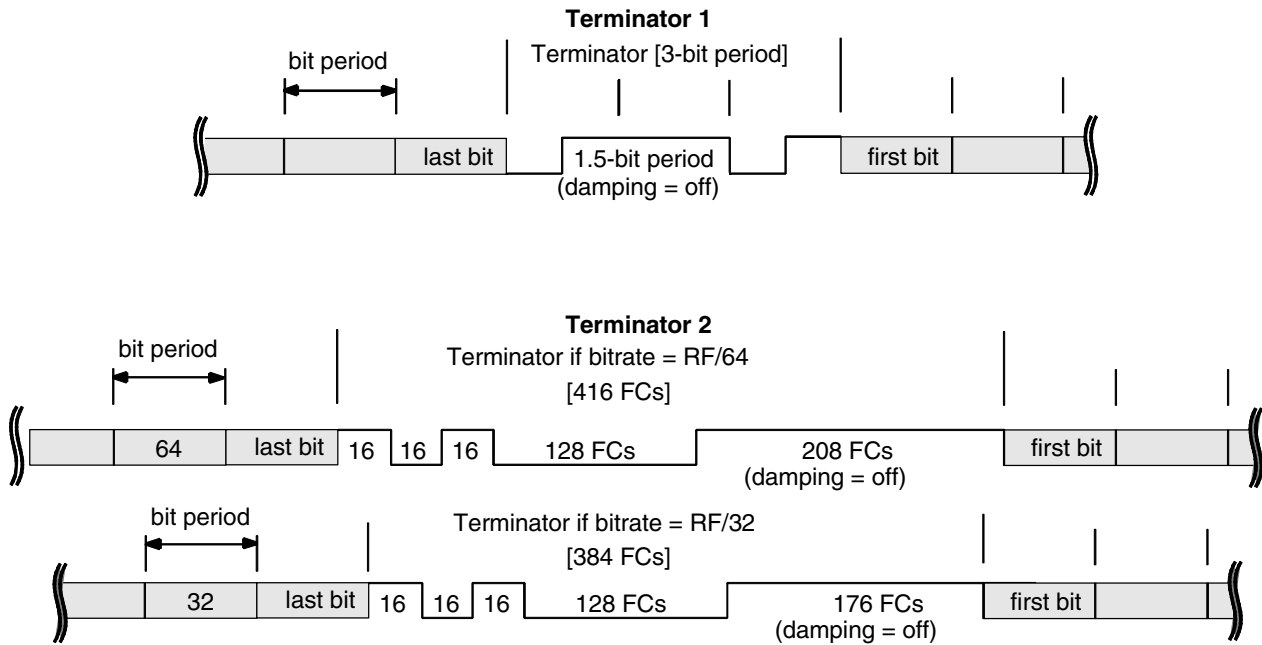 Terminator 1
Terminator [3-bit period]
bit period
last bit
1.5-bit period
(damping = off)
first bit
Terminator 2
bit period
Terminator if bitrate = RF/64
[416 FCs]
64
last bit
16
16
16
128 FCs
208 FCs
(damping = off)
first bit
bit period
Terminator if bitrate = RF/32
[384 FCs]
32
last bit
16
16
16
128 FCs
176 FCs
(damping = off)
first bit